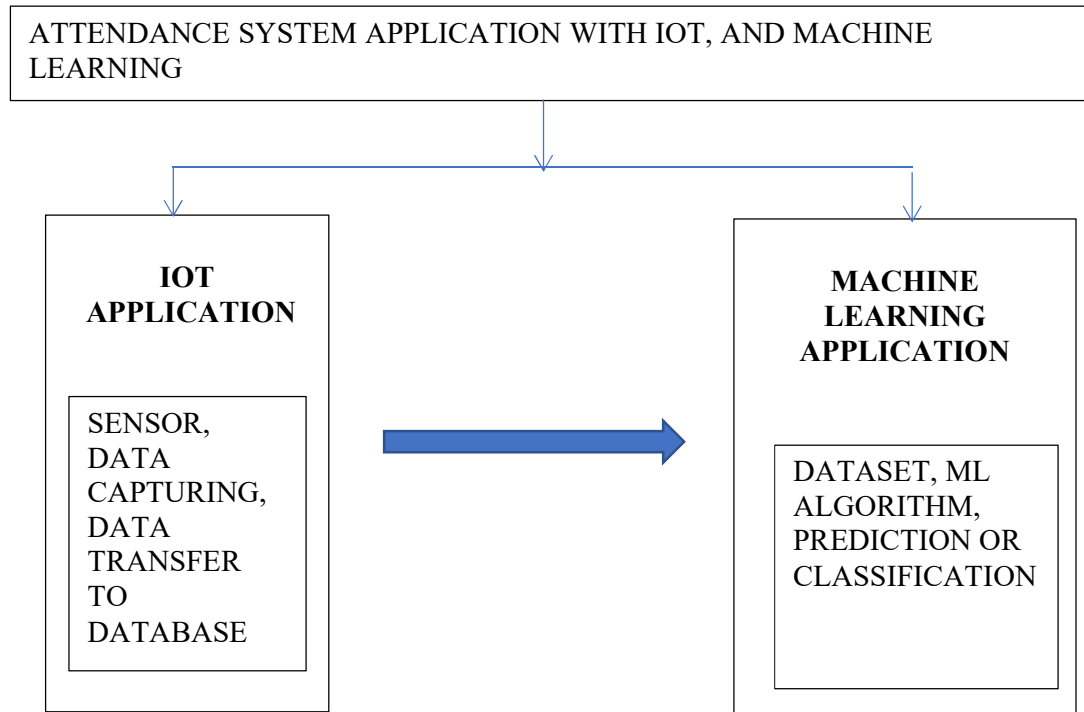 ATTENDANCE SYSTEM APPLICATION WITH IOT, AND MACHINE
LEARNING
IOT
APPLICATION
SENSOR,
DATA
CAPTURING,
DATA
TRANSFER
TO
DATABASE
MACHINE
LEARNING
APPLICATION
DATASET, ML
ALGORITHM,
PREDICTION OR
CLASSIFICATION